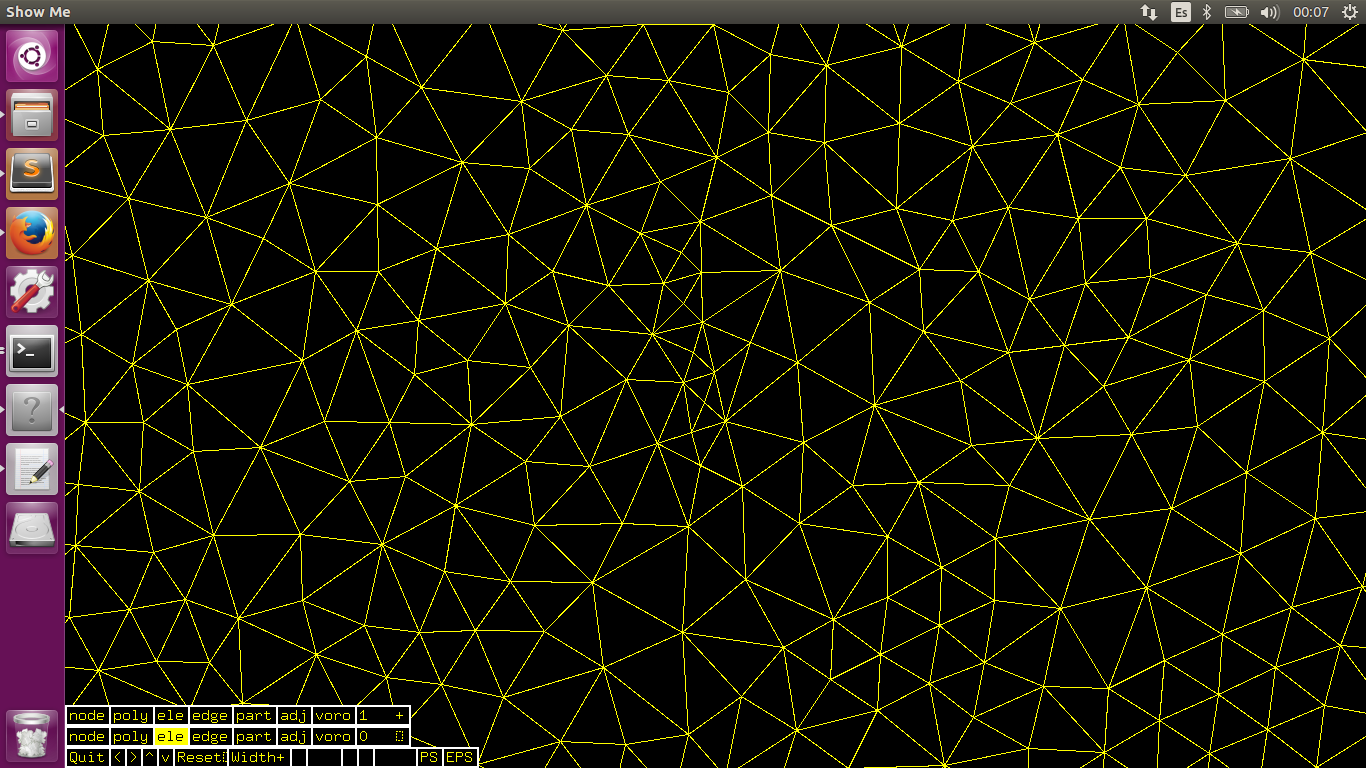 Show Me
Es
00:07
node poly ele edge part adj voro 1 +
node poly ele edge part adj voro 0
Quit < > ^ v Reset Width+ PS EPS